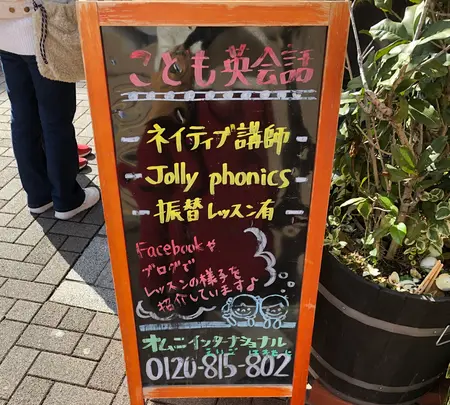 こども英会話
ネイティブ講師
Jolly phonics
振替レッスン有
Facebookや
ブログで
レッスンの様子を
紹介していますよ
オムニインターナショナル
0120-815-802